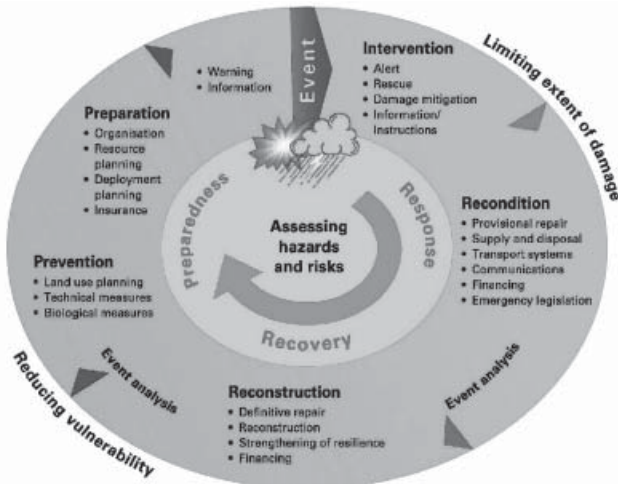 Event
Intervention
• Alert
• Rescue
• Damage mitigation
• Information/
Instructions
Limiting extent of damage
Recondition
• Provisional repair
• Supply and disposal
• Transport systems
• Communications
• Financing
• Emergency legislation
Event analysis
Reconstruction
• Definitive repair
• Reconstruction
• Strengthening of resilience
• Financing
Event analysis
Reducing vulnerability
Prevention
• Land use planning
• Technical measures
• Biological measures
Preparation
• Organisation
• Resource
planning
• Deployment
planning
• Insurance
• Warning
• Information
Preparedness
Response
Recovery
Assessing
hazards
and risks